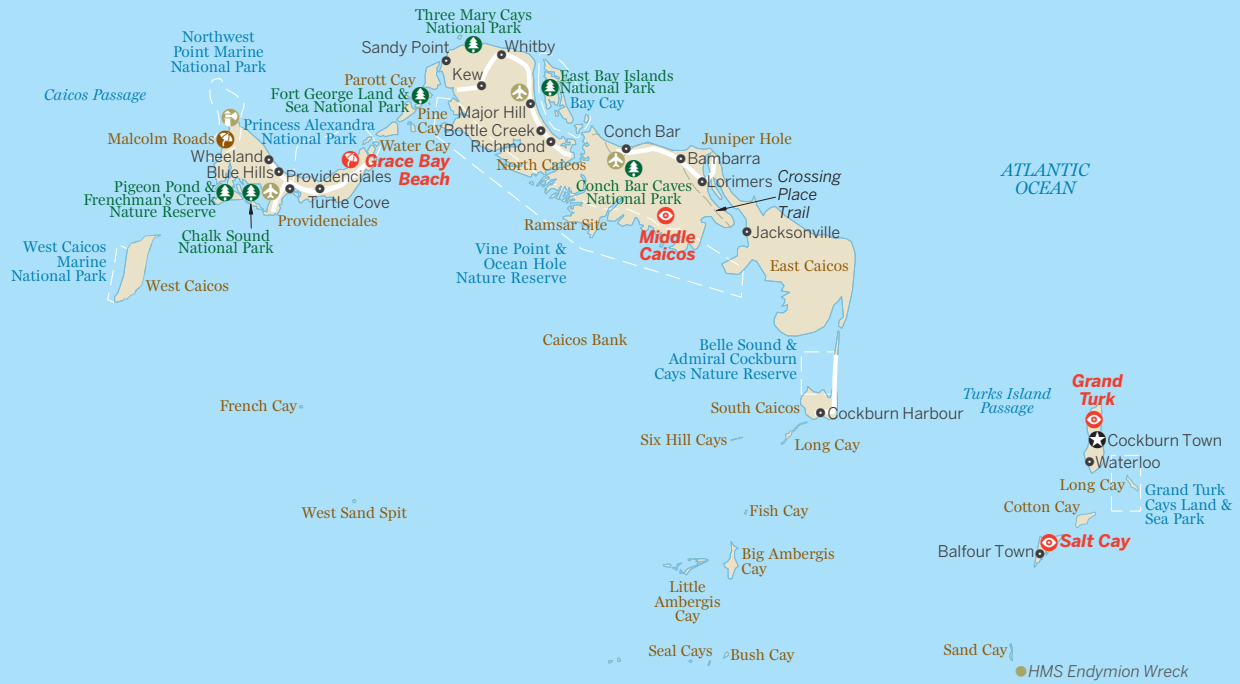 Three Mary Cays
National Park
Northwest
Point Marine
National Park
Sandy Point
Whitby
Kew
Parott Cay
East Bay Islands
National Park
Caicos Passage
Fort George Land &
Sea National Park
Bay Cay
Pine
Cay
Major Hill
Princess Alexandra
National Park
Bottle Creek
Conch Bar
Malcolm Roads
Water Cay
Richmond
Juniper Hole
Wheeland
Grace Bay
Beach
North Caicos
Bambarra
Blue Hills
Providenciales
ATLANTIC
OCEAN
Pigeon Pond &
Frenchman's Creek
Nature Reserve
Conch Bar Caves
National Park
Lorimers
Crossing
Place
Trail
Turtle Cove
Providenciales
Ramsar Site
Chalk Sound
National Park
Middle
Caicos
Jacksonville
West Caicos
Marine
National Park
Vine Point &
Ocean Hole
Nature Reserve
East Caicos
West Caicos
Caicos Bank
Belle Sound &
Admiral Cockburn
Cays Nature Reserve
Grand
Turk
Turks Island
Passage
French Cay
South Caicos
Cockburn Harbour
Six Hill Cays
Long Cay
Cockburn Town
Waterloo
Long Cay
Grand Turk
Cays Land &
Sea Park
Cotton Cay
West Sand Spit
Fish Cay
Salt Cay
Balfour Town
Big Ambergis
Cay
Little
Ambergis
Cay
Seal Cays
Bush Cay
Sand Cay
HMS Endymion Wreck